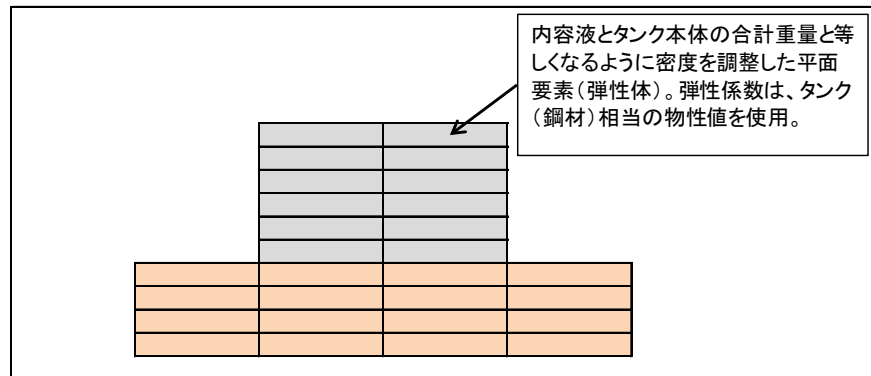 内容液とタンク本体の合計重量と等
しくなるように密度を調整した平面
要素（弾性体）。弾性係数は、タンク
（鋼材）相当の物性値を使用。